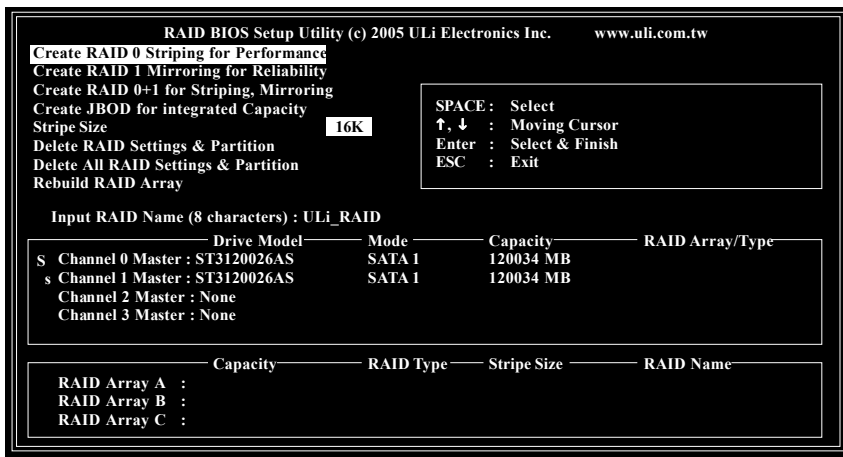 RAID BIOS Setup Utility (c) 2005 ULi Electronics Inc. www.uli.com.tw
Create RAID 0 Striping for Performance
Create RAID 1 Mirroring for Reliability
Create RAID 0+1 for Striping, Mirroring
Create JBOD for integrated Capacity
Stripe Size 16K
Delete RAID Settings & Partition
Delete All RAID Settings & Partition
Rebuild RAID Array
SPACE : Select
↑, ↓ : Moving Cursor
Enter : Select & Finish
ESC : Exit
Input RAID Name (8 characters) : ULi_RAID
Drive Model Mode Capacity RAID Array/Type
S Channel 0 Master : ST3120026AS SATA 1 120034 MB
s Channel 1 Master : ST3120026AS SATA 1 120034 MB
Channel 2 Master : None
Channel 3 Master : None
Capacity RAID Type Stripe Size RAID Name
RAID Array A :
RAID Array B :
RAID Array C :